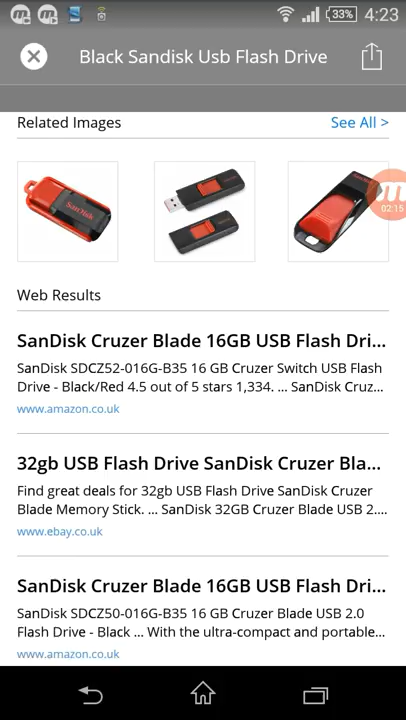 33% 4:23
Black Sandisk Usb Flash Drive
Related Images See All >
SanDisk
02:15
Web Results
SanDisk Cruzer Blade 16GB USB Flash Dri...
SanDisk SDCZ52-016G-B35 16 GB Cruzer Switch USB Flash
Drive - Black/Red 4.5 out of 5 stars 1,334. ... SanDisk Cruz...
www.amazon.co.uk
32gb USB Flash Drive SanDisk Cruzer Bla...
Find great deals for 32gb USB Flash Drive SanDisk Cruzer
Blade Memory Stick. ... SanDisk 32GB Cruzer Blade USB 2....
www.ebay.co.uk
SanDisk Cruzer Blade 16GB USB Flash Dri...
SanDisk SDCZ50-016G-B35 16 GB Cruzer Blade USB 2.0
Flash Drive - Black ... With the ultra-compact and portable...
www.amazon.co.uk